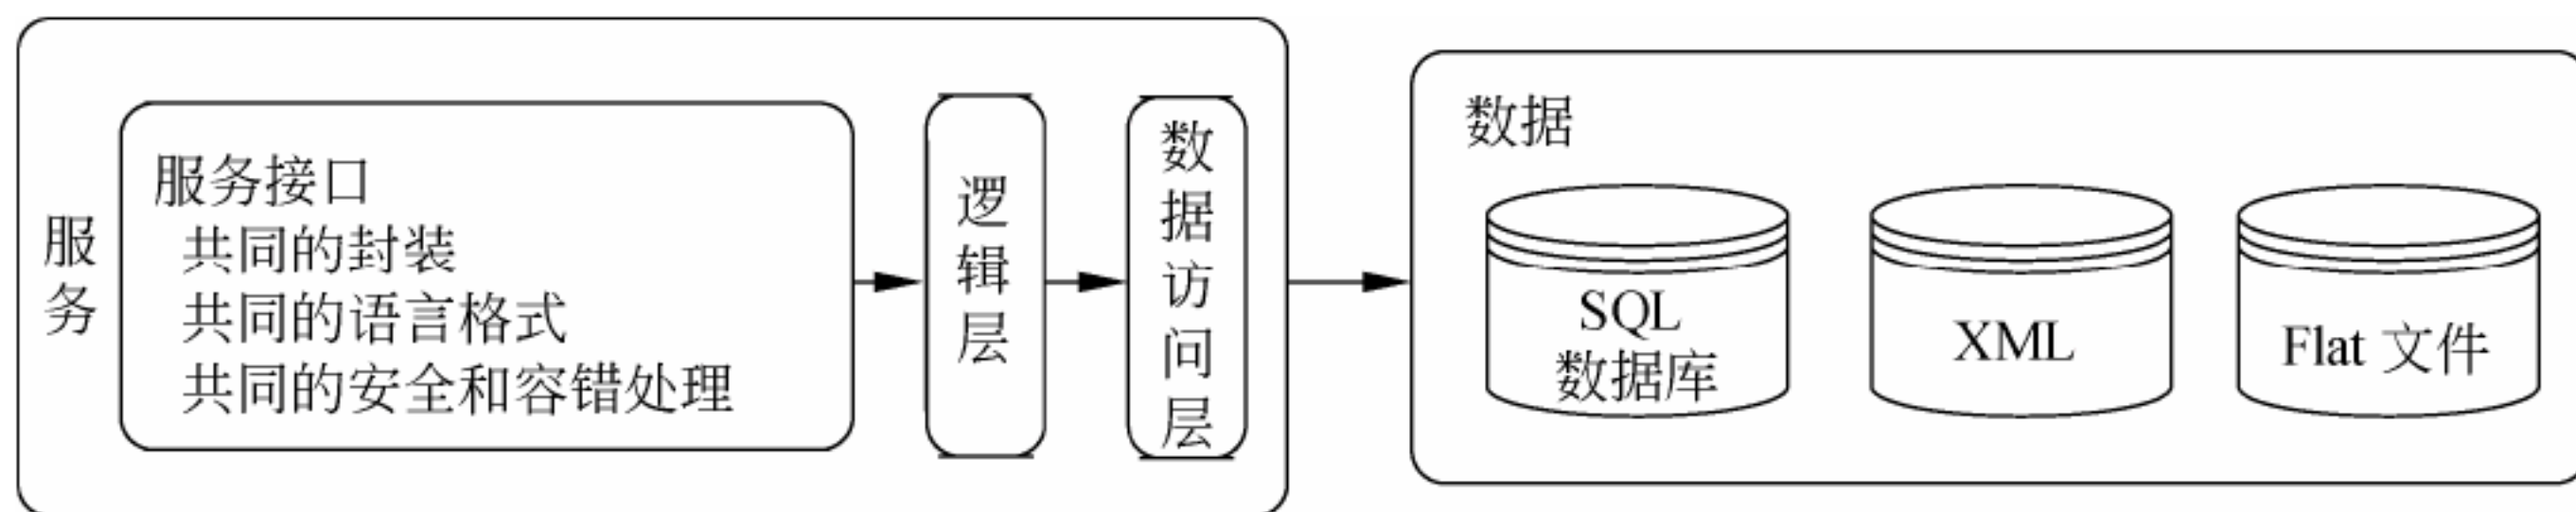 服务
服务接口
共同的封装
共同的语言格式
共同的安全和容错处理
逻辑层
数据访问层
数据
SQL
数据库
XML
Flat 文件